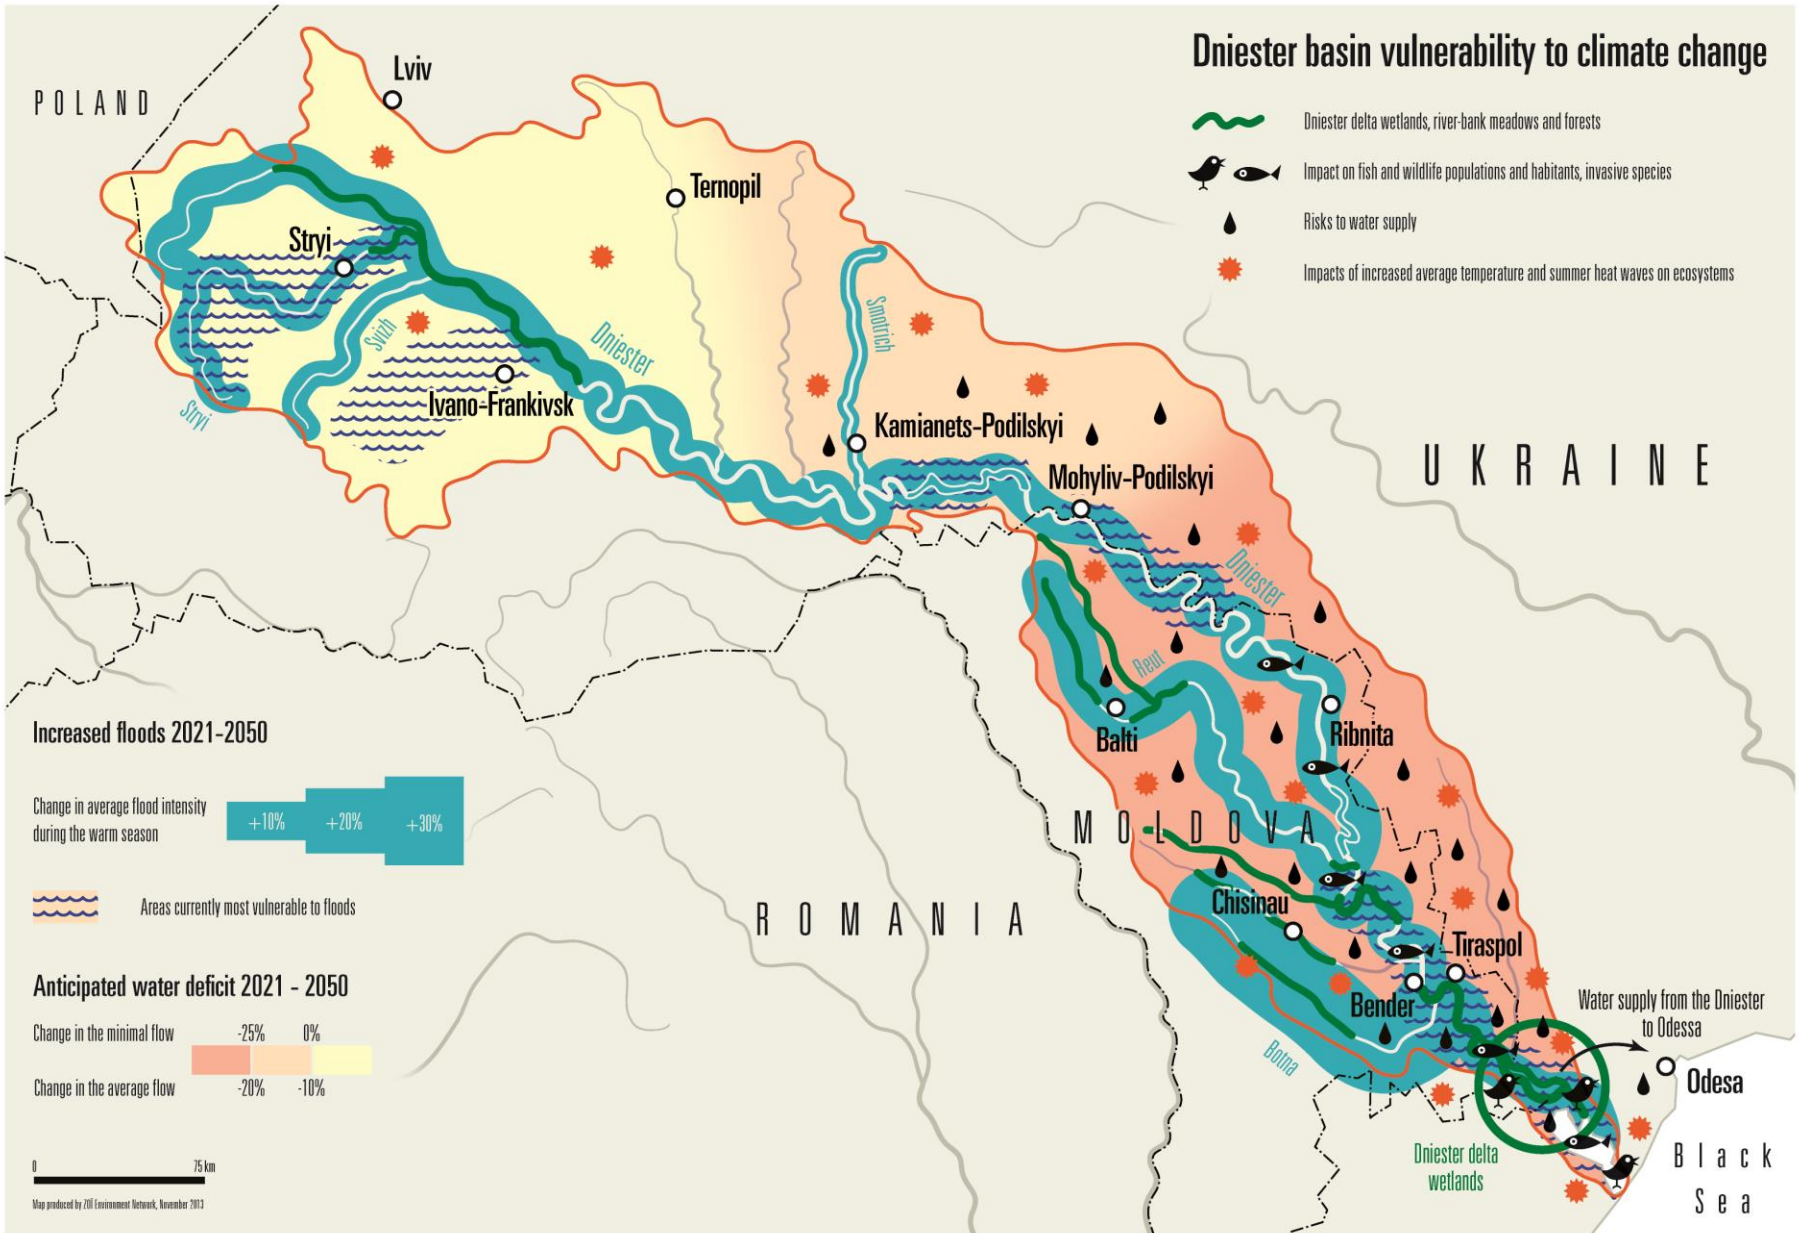 Dniester basin vulnerability to climate change
Dniester delta wetlands, river-bank meadows and forests
Impact on fish and wildlife populations and habitants, invasive species
Risks to water supply
Impacts of increased average temperature and summer heat waves on ecosystems
POLAND
Lviv
Ternopil
Stryi
Svizh
Stryi
Ivano-Frankivsk
Dniester
Smotrich
Kamianets-Podilskyi
Mohyliv-Podilskyi
UKRAINE
Dniester
Reut
Balti
Ribnita
MOLDOVA
ROMANIA
Chisinau
Tiraspol
Bender
Botna
Water supply from the Dniester
to Odessa
Odesa
Dniester delta
wetlands
Black
Sea
Increased floods 2021-2050
Change in average flood intensity
during the warm season
+10% +20% +30%
Areas currently most vulnerable to floods
Anticipated water deficit 2021 - 2050
Change in the minimal flow -25% 0%
Change in the average flow -20% -10%
0 75 km
Map produced by ZOÏ Environment Network, November 2013